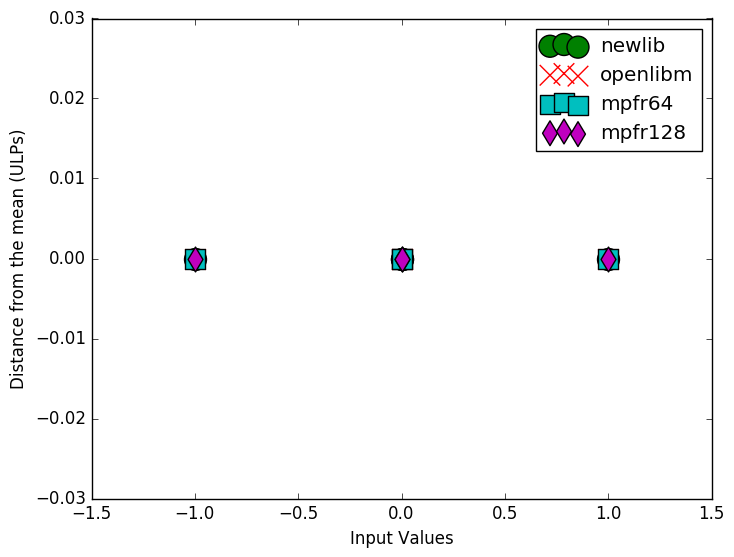 0.03
0.02
0.01
0.00
−0.01
−0.02
−0.03
Distance from the mean (ULPs)
newlib
openlibm
mpfr64
mpfr128
−1.5 −1.0 −0.5 0.0 0.5 1.0 1.5
Input Values